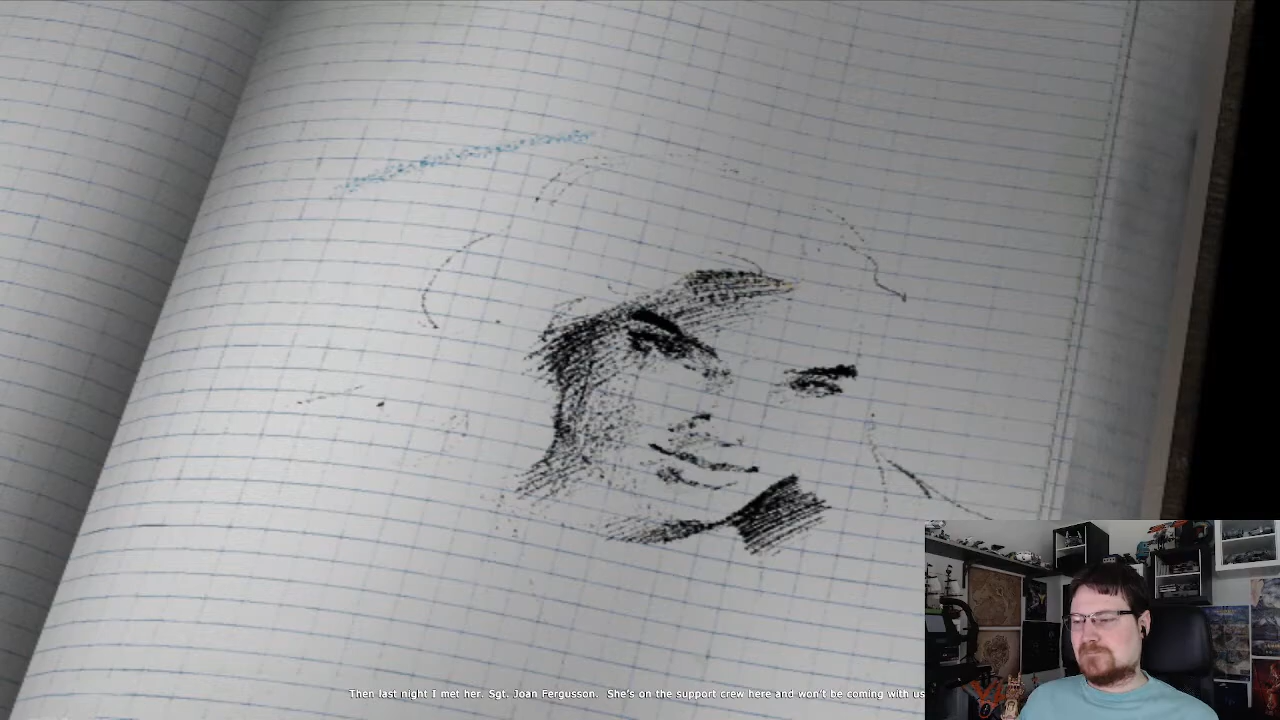 Then last night I met her. Sgt. Joan Fergusson.  She's on the support crew here and won't be coming with us